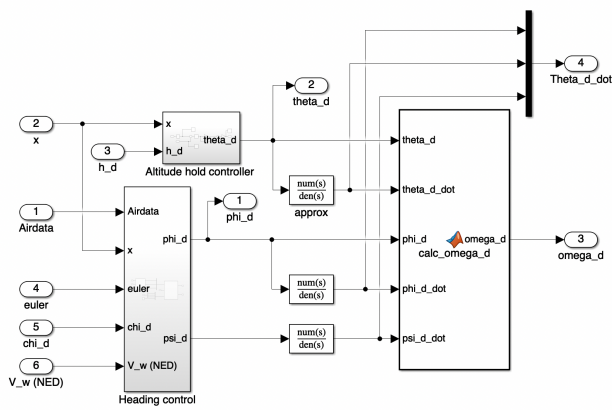 4
Theta_d_dot
2
theta_d
2
x
x
theta_d
h_d
Altitude hold controller
3
h_d
theta_d
num(s)
den(s)
approx
theta_d_dot
1
phi_d
1
Airdata
Airdata
x
phi_d
euler
chi_d
psi_d
V_w (NED)
Heading control
4
euler
5
chi_d
6
V_w (NED)
num(s)
den(s)
num(s)
den(s)
phi_d
omega_d
calc_omega_d
phi_d_dot
psi_d_dot
3
omega_d